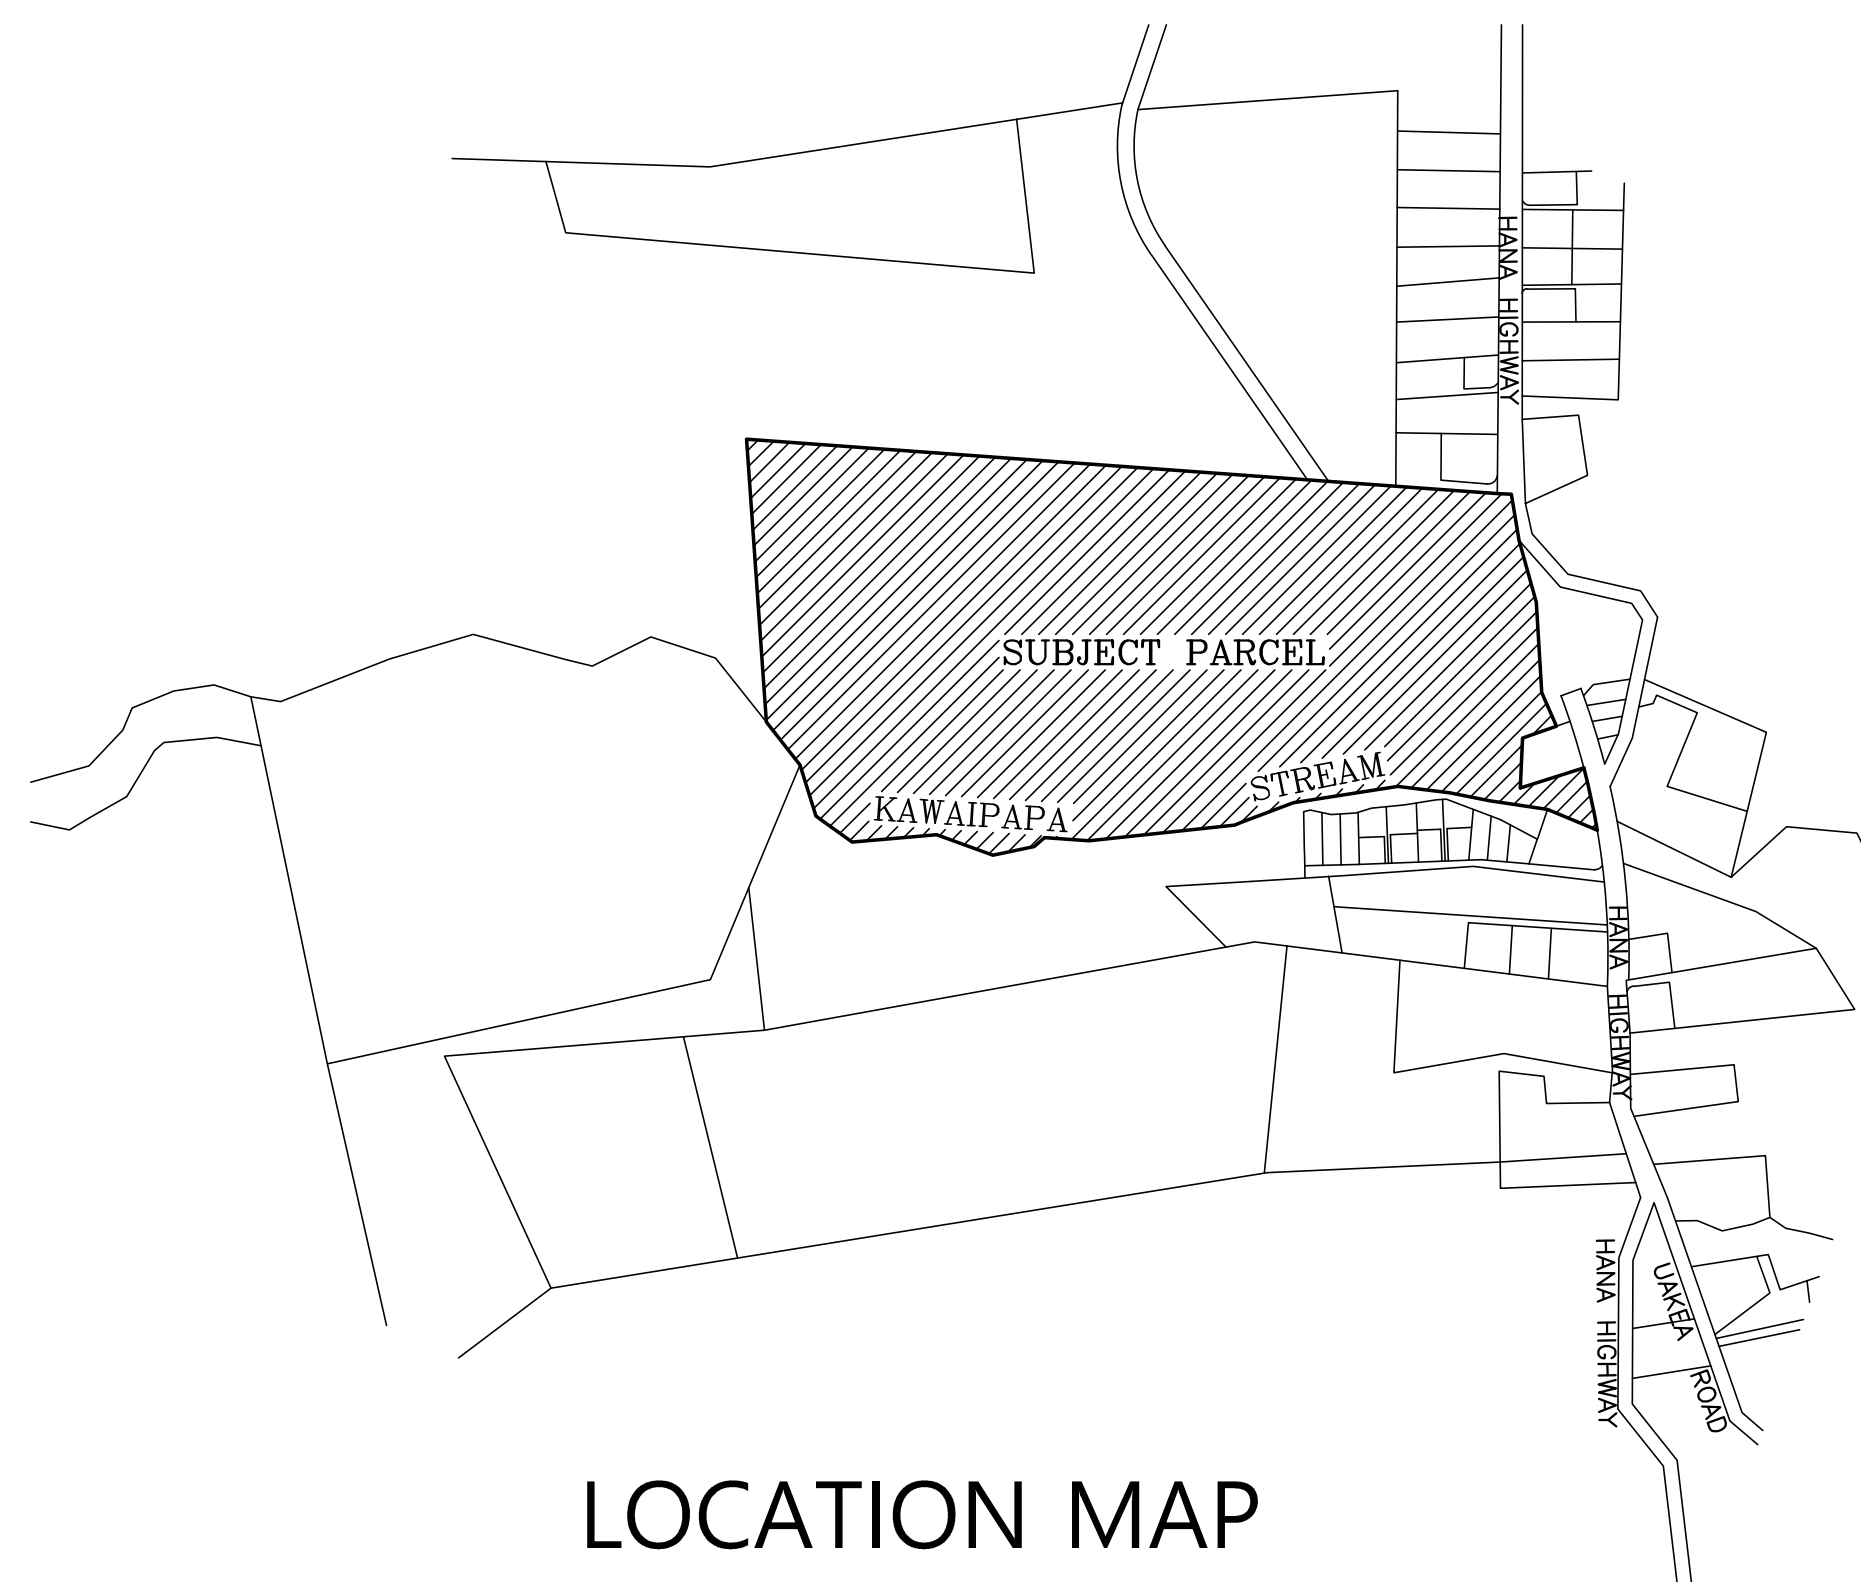 HANA HIGHWAY
SUBJECT PARCEL
KAWAIPAPA STREAM
HANA HIGHWAY
HANA HIGHWAY
UAKEA ROAD
LOCATION MAP